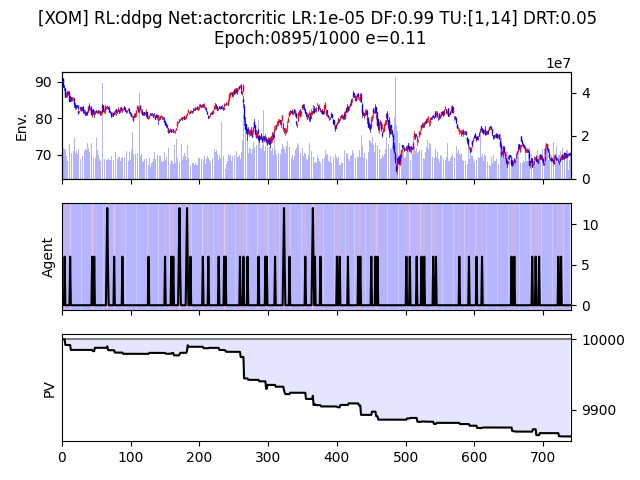 [XOM] RL:ddpg Net:actorcritic LR:1e-05 DF:0.99 TU:[1,14] DRT:0.05
Epoch:0895/1000 e=0.11
1e7
Env.
90
80
70
4
2
0
Agent
10
5
0
PV
10000
9900
0 100 200 300 400 500 600 700